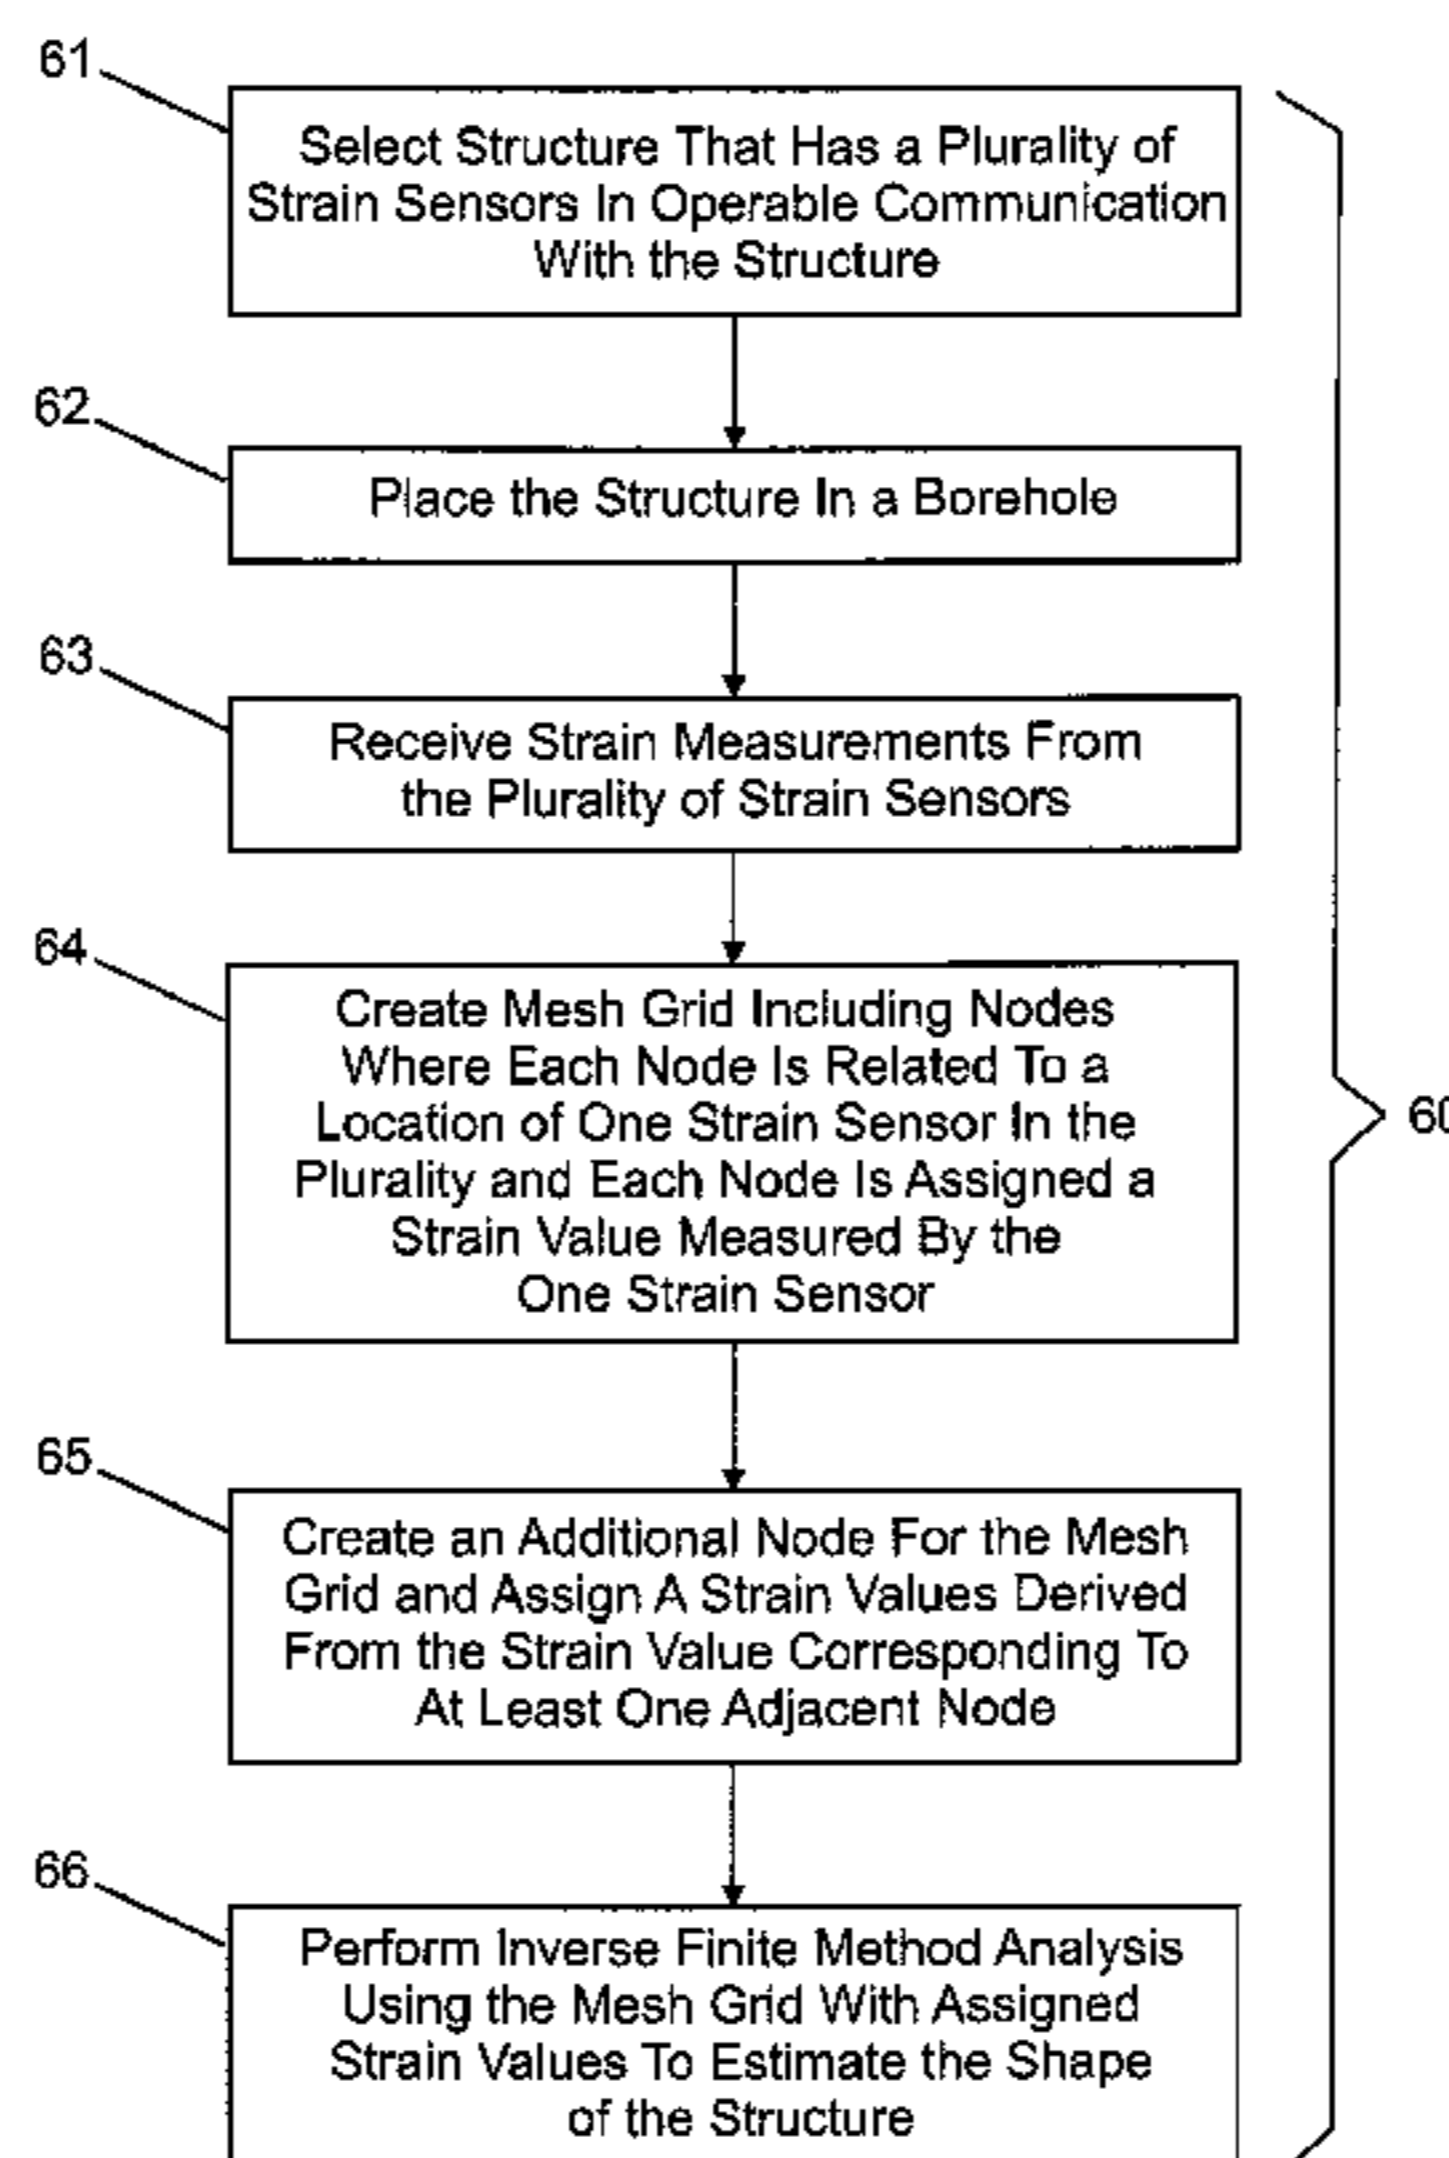 61
Select Structure That Has a Plurality of
Strain Sensors In Operable Communication
With the Structure
62
Place the Structure In a Borehole
63
Receive Strain Measurements From
the Plurality of Strain Sensors
64
Create Mesh Grid Including Nodes
Where Each Node Is Related To a
Location of One Strain Sensor In the
Plurality and Each Node Is Assigned a
Strain Value Measured By the
One Strain Sensor
60
65
Create an Additional Node For the Mesh
Grid and Assign A Strain Values Derived
From the Strain Value Corresponding To
At Least One Adjacent Node
66
Perform Inverse Finite Method Analysis
Using the Mesh Grid With Assigned
Strain Values To Estimate the Shape
of the Structure